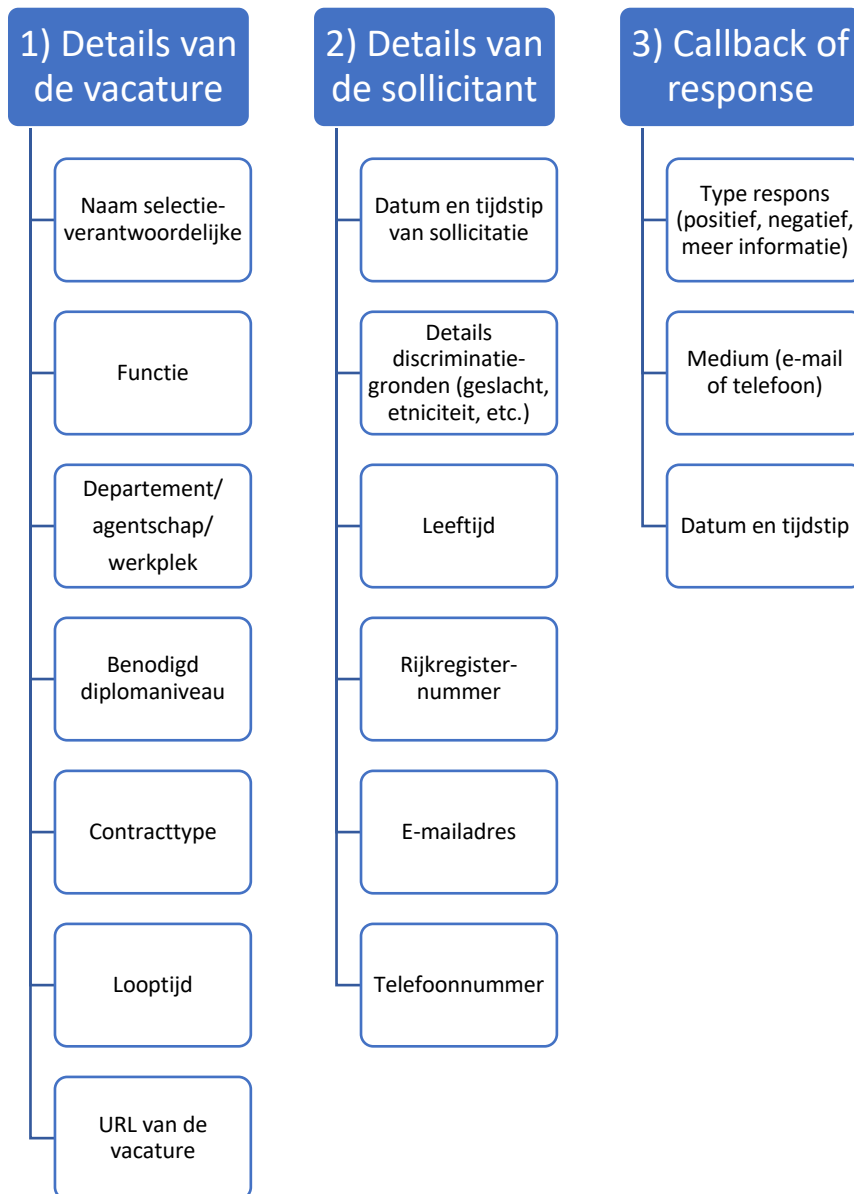 1) Details van
de vacature
Naam selectie-
verantwoordelijke
Functie
Departement/
agentschap/
werkplek
Benodigd
diplomaniveau
Contracttype
Looptijd
URL van de
vacature
2) Details van
de sollicitant
Datum en tijdstip
van sollicitatie
Details
discriminatie-
gronden (geslacht,
etniciteit, etc.)
Leeftijd
Rijkregister-
nummer
E-mailadres
Telefoonnummer
3) Callback of
response
Type respons
(positief, negatief,
meer informatie)
Medium (e-mail
of telefoon)
Datum en tijdstip